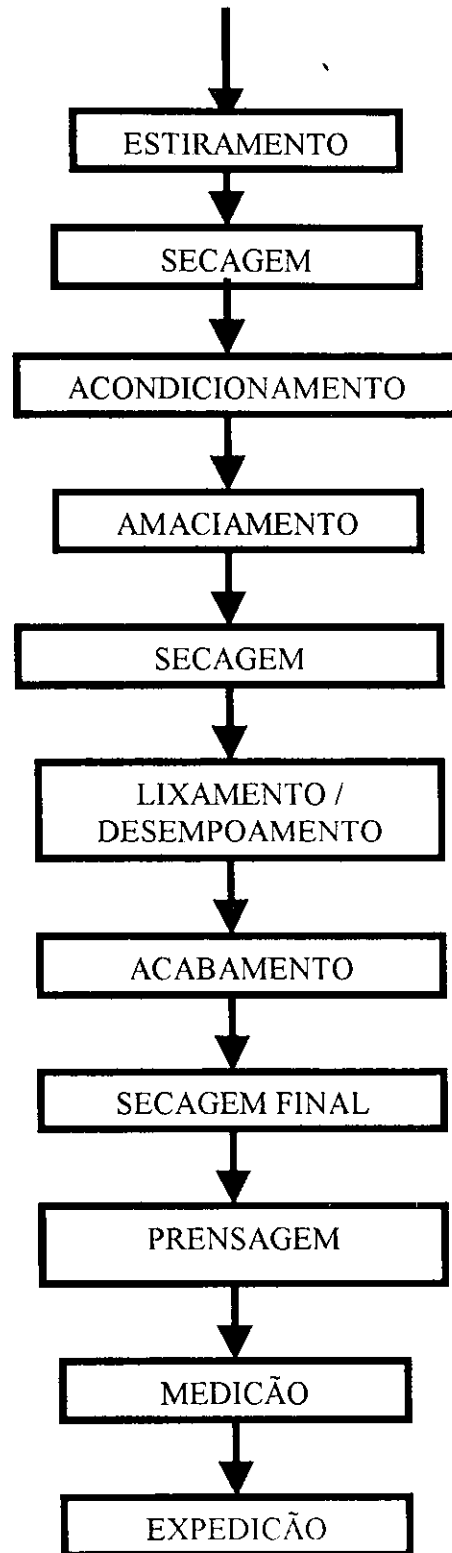 ESTIRAMENTO
SECAGEM
ACONDICIONAMENTO
AMACIAMENTO
SECAGEM
LIXAMENTO /
DESEMPOAMENTO
ACABAMENTO
SECAGEM FINAL
PRENSAGEM
MEDICÃO
EXPEDICÃO